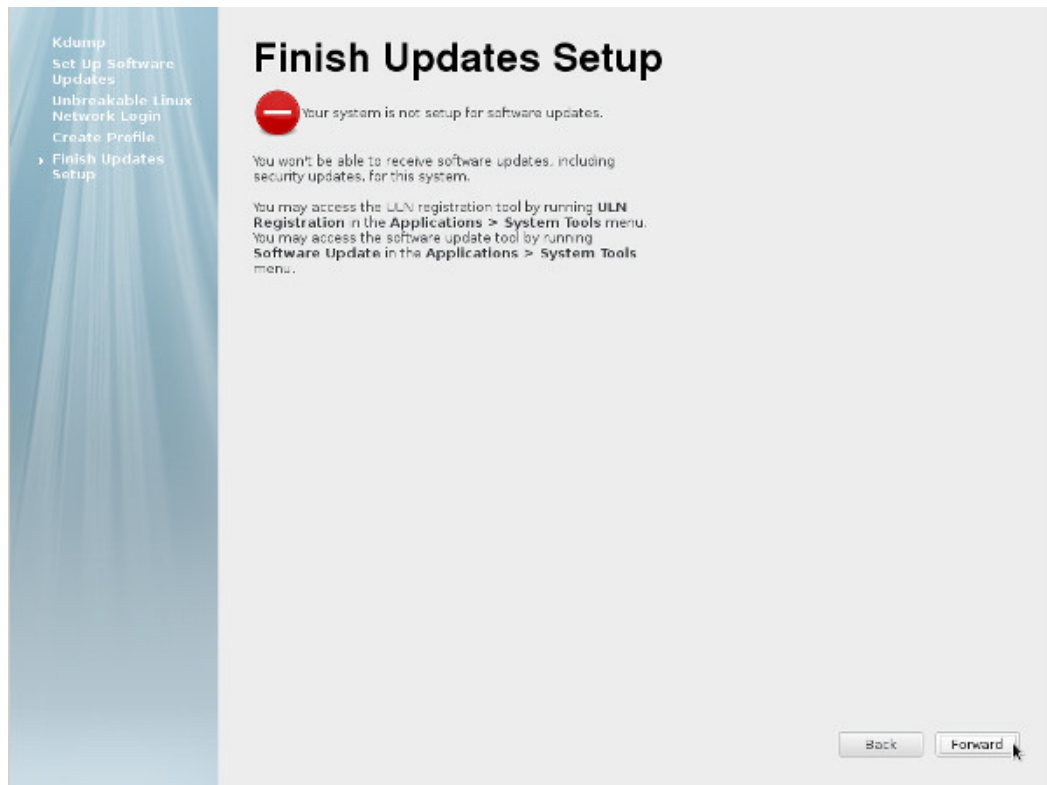 Kdump
Set Up Software
Updates
Unbreakable Linux
Network Login
Create Profile
Finish Updates
Setup
Finish Updates Setup
Your system is not setup for software updates.
You won't be able to receive software updates, including
security updates, for this system.
You may access the ULN registration tool by running ULN
Registration in the Applications > System Tools menu.
You may access the software update tool by running
Software Update in the Applications > System Tools
menu.
Back
Forward